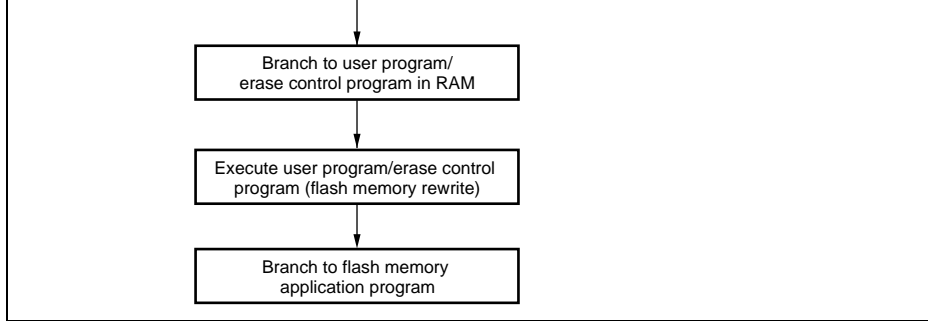 Branch to user program/
erase control program in RAM
Execute user program/erase control
program (flash memory rewrite)
Branch to flash memory
application program